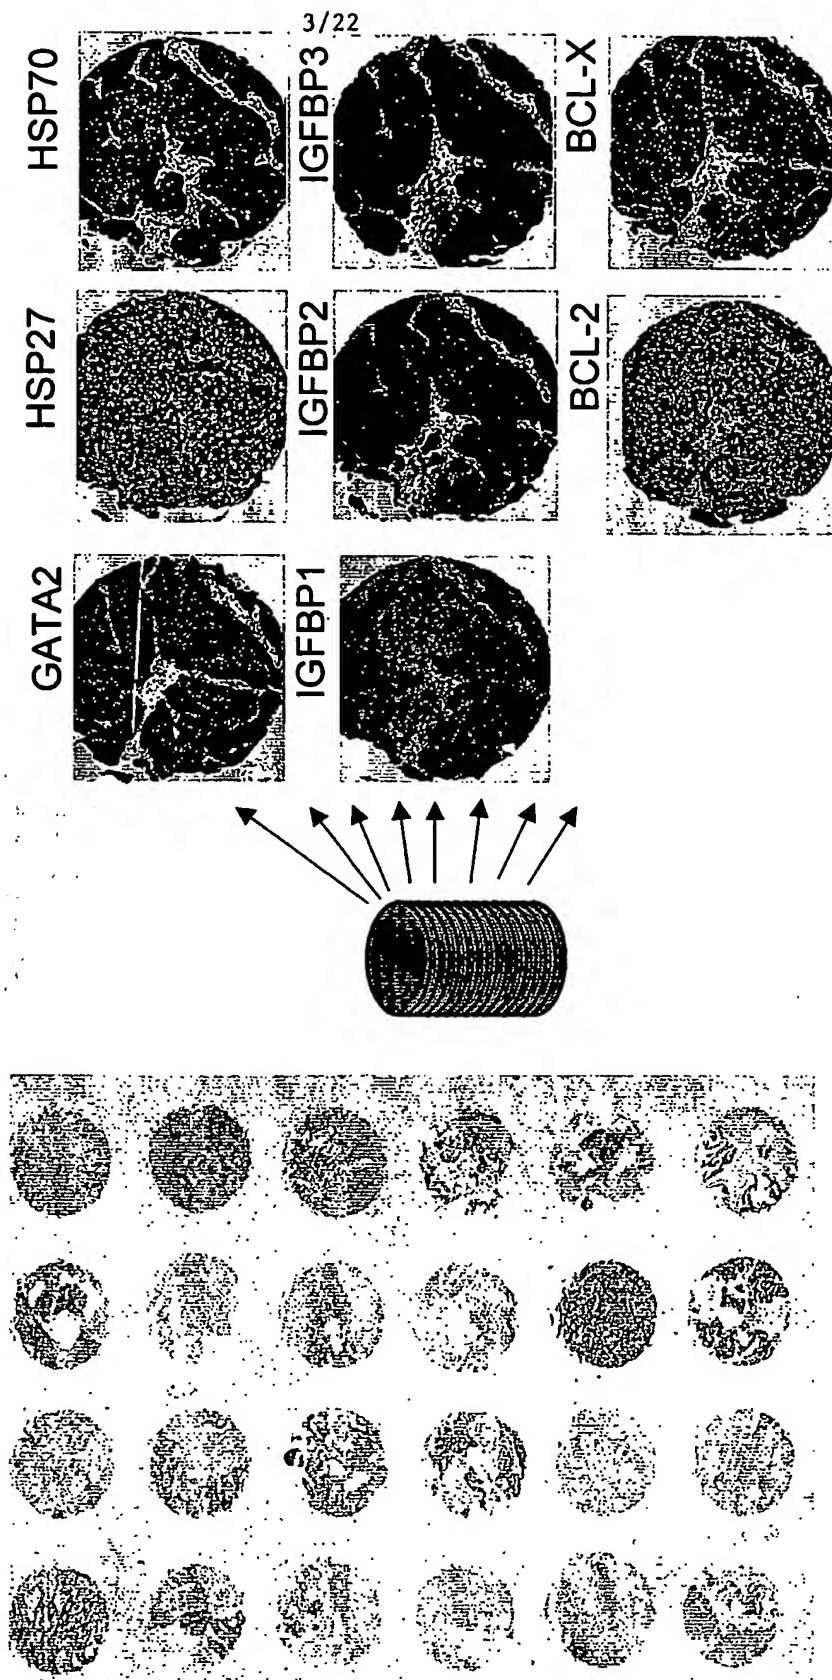 3/22
GATA2
HSP27
HSP70
IGFBP1
IGFBP2
IGFBP3
BCL-2
BCL-X